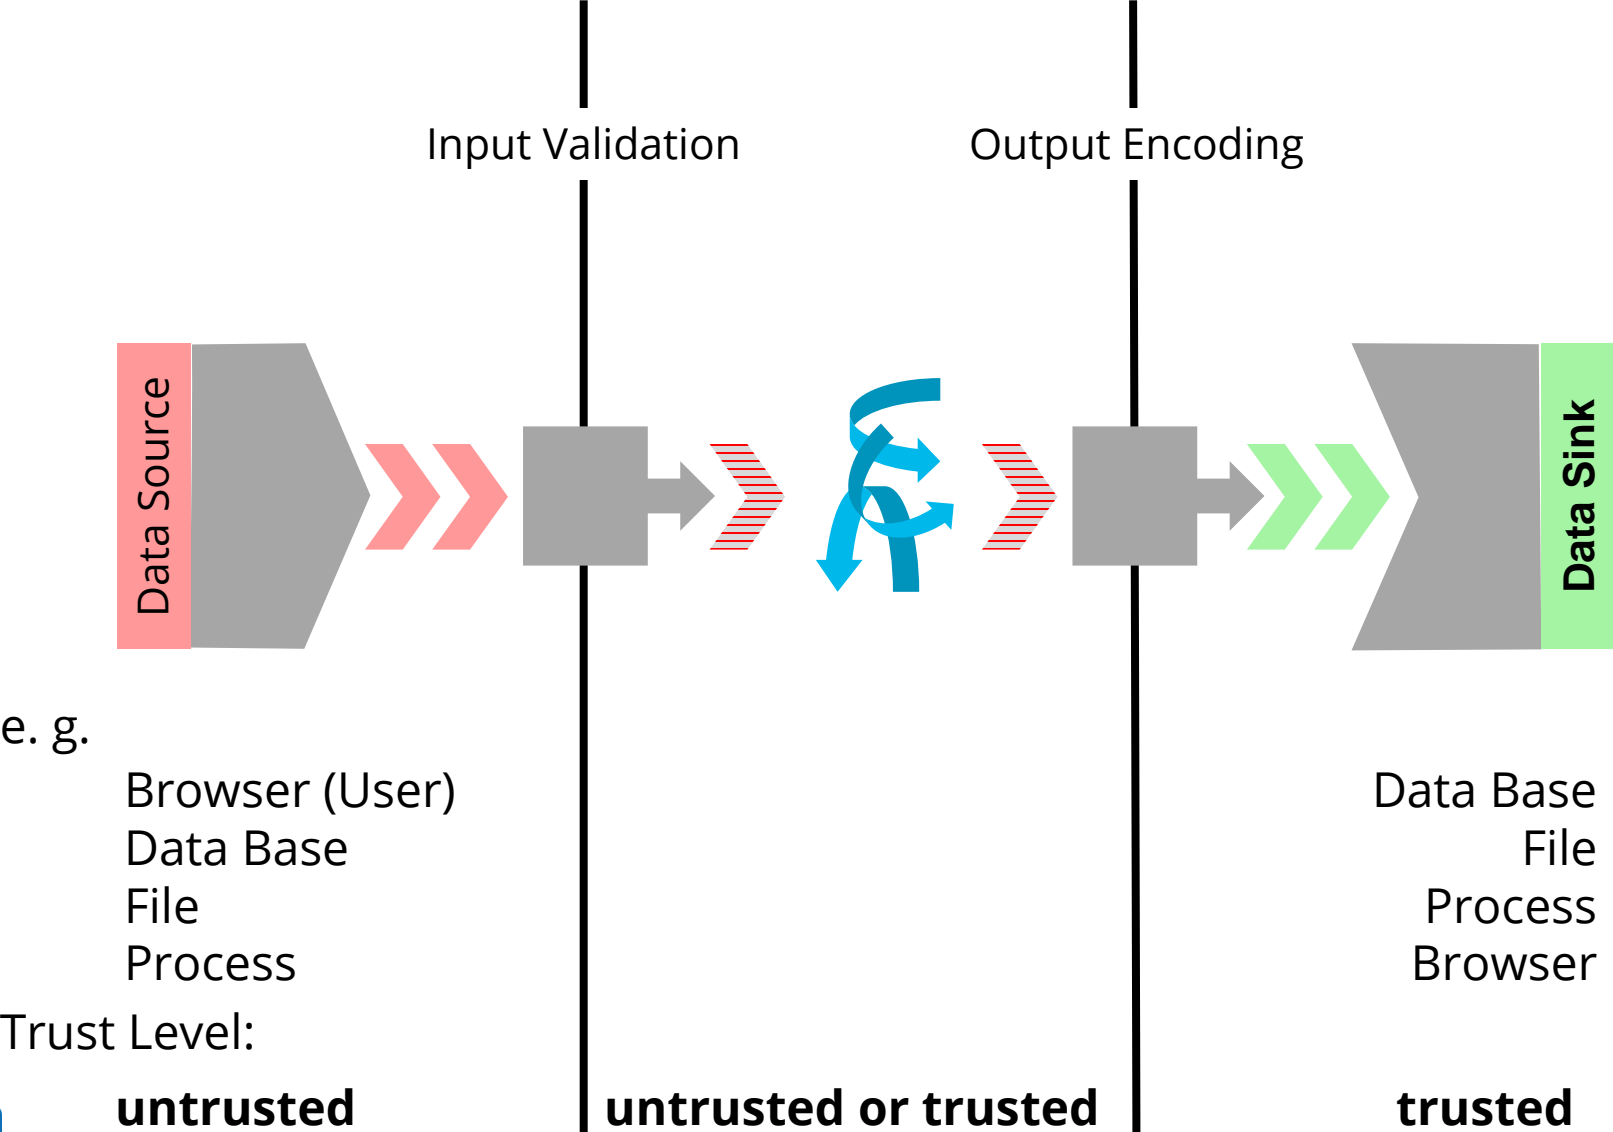 Input Validation
Output Encoding
Data Source
Data Sink
e. g.
Browser (User)
Data Base
File
Process
Data Base
File
Process
Browser
Trust Level:
untrusted
untrusted or trusted
trusted